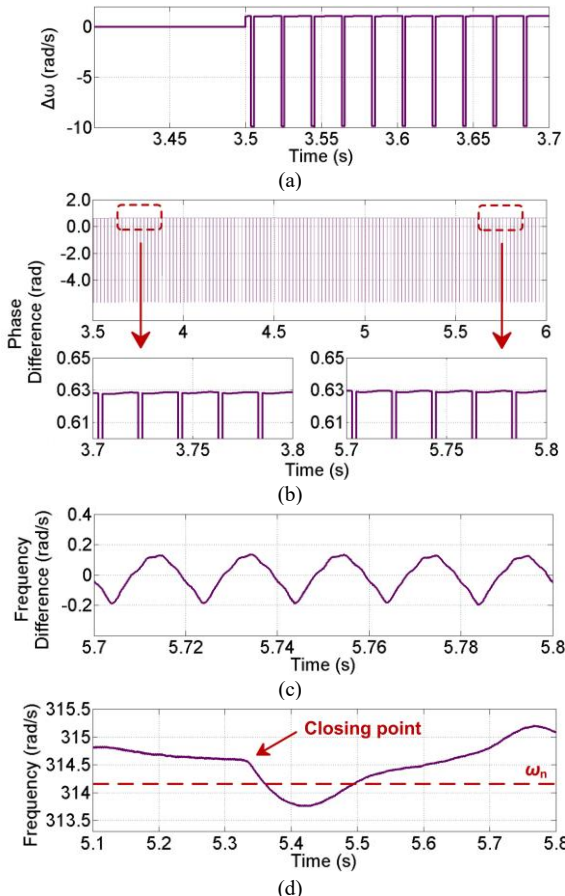 0
-5
-10
Δω (rad/s)
3.45 3.5 3.55 3.6 3.65 3.7
Time (s)
(a)
2.0
0.0
-2.0
-4.0
3.5 4 4.5 5 5.5 6
Phase
Difference (rad)
0.65
0.63
0.61
3.7 3.75 3.8
0.65
0.63
0.61
5.7 5.75 5.8
Time (s)
(b)
0.4
0.2
0
-0.2
Frequency
Difference (rad/s)
5.7 5.72 5.74 5.76 5.78 5.8
Time (s)
(c)
315.5
315
314.5
314
313.5
Frequency (rad/s)
Closing point
ωn
5.1 5.2 5.3 5.4 5.5 5.6 5.7 5.8
Time (s)
(d)